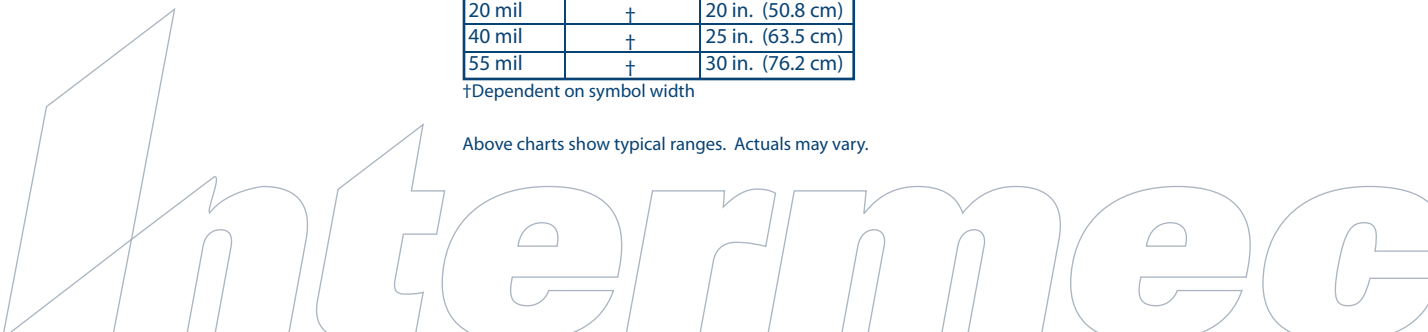 20 mil † 20 in. (50.8 cm)
40 mil † 25 in. (63.5 cm)
55 mil † 30 in. (76.2 cm)
†Dependent on symbol width
Above charts show typical ranges. Actuals may vary.
Intermec